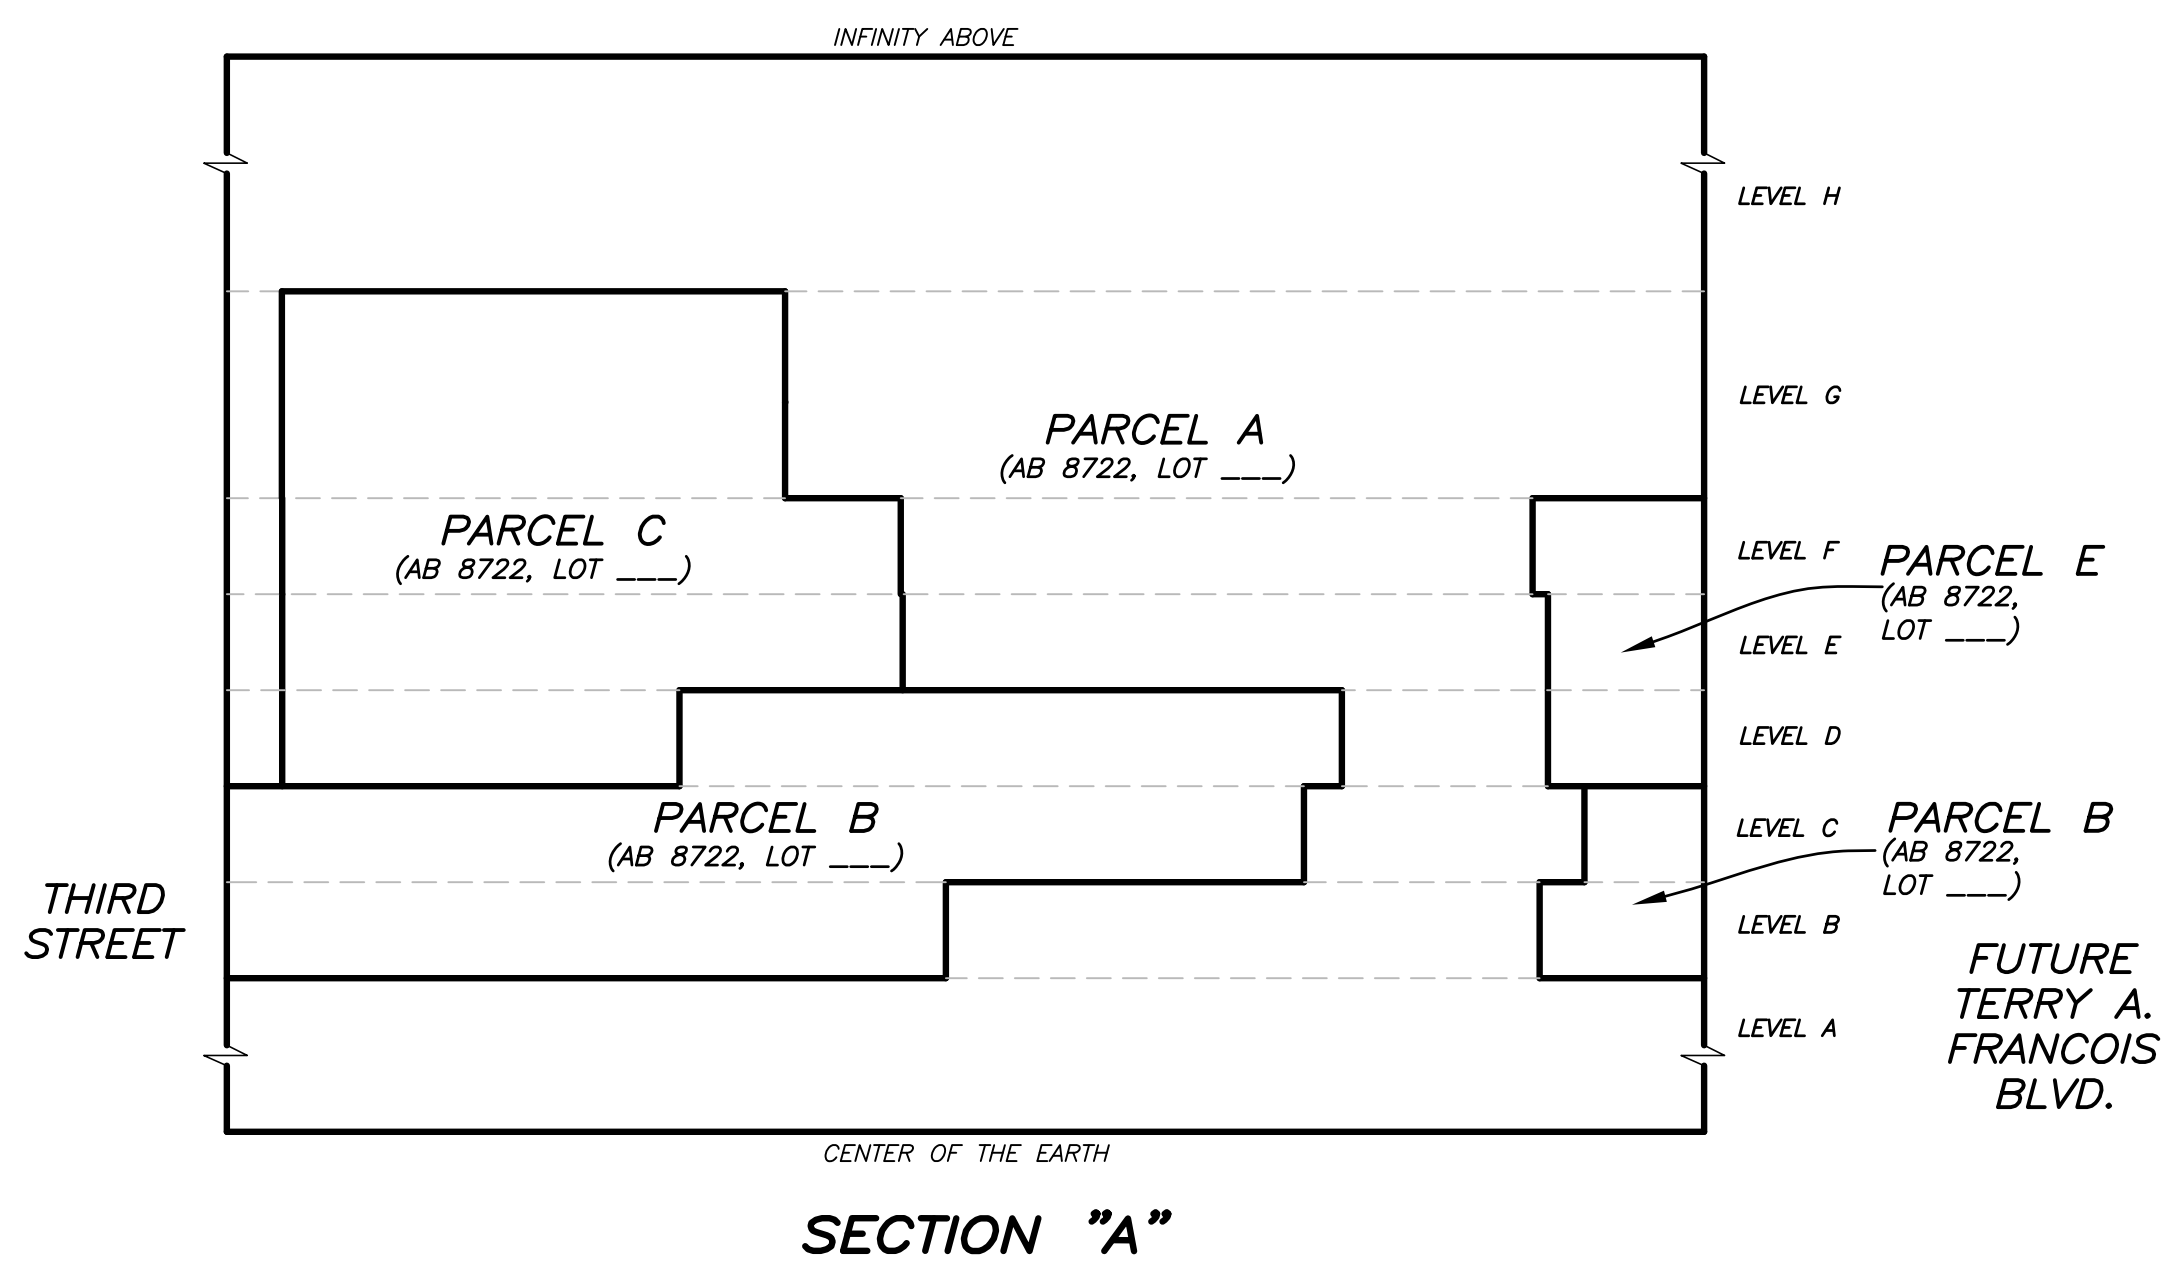 INFINITY ABOVE
LEVEL H
LEVEL G
PARCEL A
(AB 8722, LOT ___)
PARCEL C
(AB 8722, LOT ___)
LEVEL F
PARCEL E
(AB 8722,
LOT ___)
LEVEL E
LEVEL D
PARCEL B
(AB 8722, LOT ___)
LEVEL C
PARCEL B
(AB 8722,
LOT ___)
THIRD
STREET
LEVEL B
FUTURE
TERRY A.
FRANCOIS
BLVD.
LEVEL A
CENTER OF THE EARTH
SECTION "A"